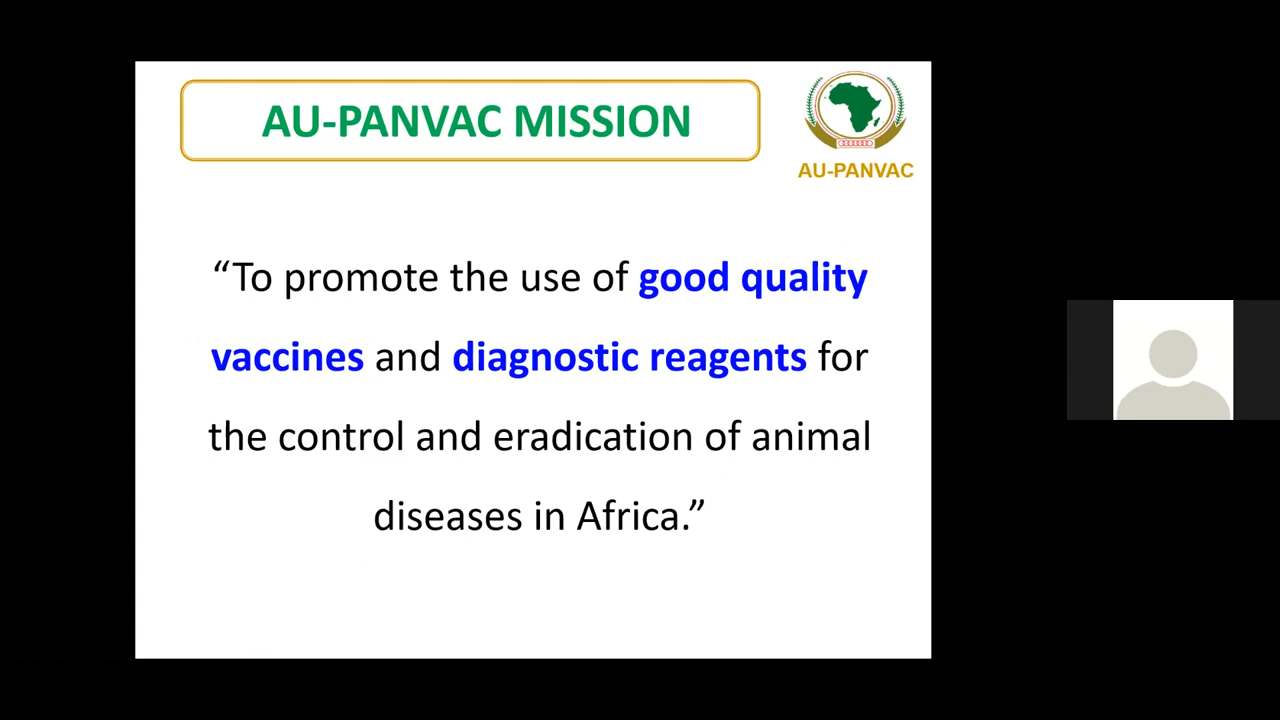 AU-PANVAC MISSION
AU-PANVAC
“To promote the use of good quality
vaccines and diagnostic reagents for
the control and eradication of animal
diseases in Africa.”